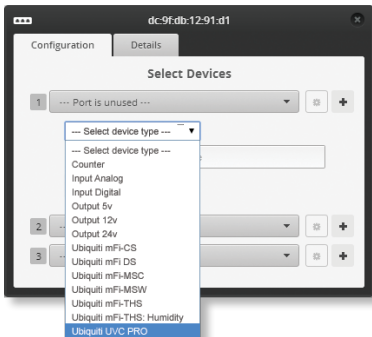 dc:9f:db:12:91:d1
Configuration Details
Select Devices
1 --- Port is unused ---
--- Select device type ---
--- Select device type ---
Counter
Input Analog
Input Digital
Output 5v
Output 12v
Output 24v
2
Ubiquiti mFi-CS
Ubiquiti mFi DS
3
Ubiquiti mFi-MSC
Ubiquiti mFi-MSW
Ubiquiti mFi-THS
Ubiquiti mFi-THS: Humidity
Ubiquiti UVC PRO